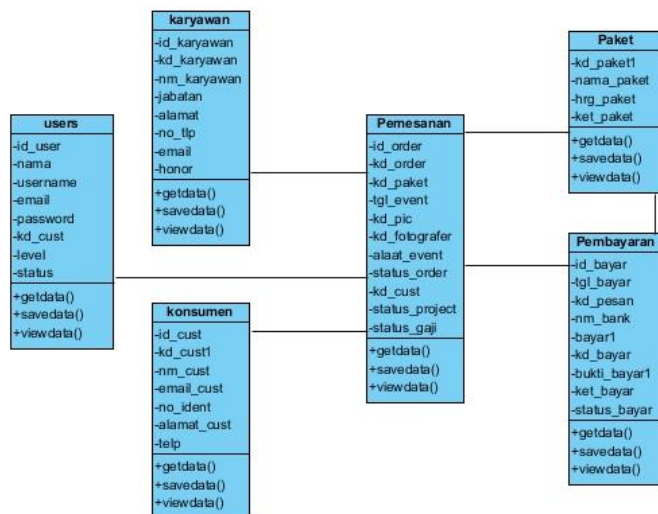 karyawan
-id_karyawan
-kd_karyawan
-nm_karyawan
-jabatan
-alamat
-no_tlp
-email
-honor
+getdata()
+savedata()
+viewdata()
users
-id_user
-nama
-username
-email
-password
-kd_cust
-level
-status
+getdata()
+savedata()
+viewdata()
konsumen
-id_cust
-kd_cust1
-nm_cust
-email_cust
-no_ident
-alamat_cust
-telp
+getdata()
+savedata()
+viewdata()
Pemesanan
-id_order
-kd_order
-kd_paket
-tgl_event
-kd_pic
-kd_fotografer
-alaat_event
-status_order
-kd_cust
-status_project
-status_gaji
+getdata()
+savedata()
+viewdata()
Paket
-kd_paket1
-nama_paket
-hrg_paket
-ket_paket
+getdata()
+savedata()
+viewdata()
Pembayaran
-id_bayar
-tgl_bayar
-kd_pesan
-nm_bank
-bayar1
-kd_bayar
-bukti_bayar1
-ket_bayar
-status_bayar
+getdata()
+savedata()
+viewdata()